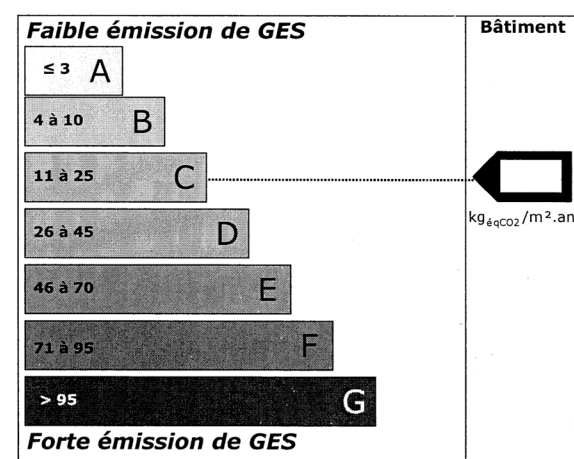 Faible émission de GES
Bâtiment
≤ 3 A
4 à 10 B
11 à 25 C
kgéqCO2/m².an
26 à 45 D
46 à 70 E
71 à 95 F
> 95 G
Forte émission de GES